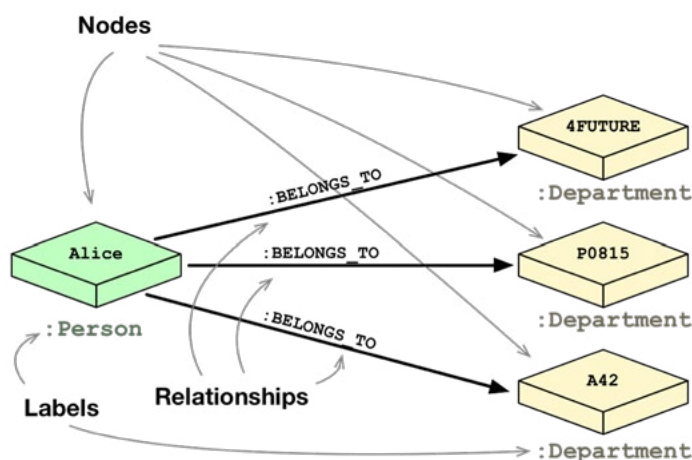 Nodes
4FUTURE
:BELONGS_TO
:Department
Alice
:BELONGS_TO
P0815
:Person
:BELONGS_TO
:Department
A42
Labels
Relationships
:Department